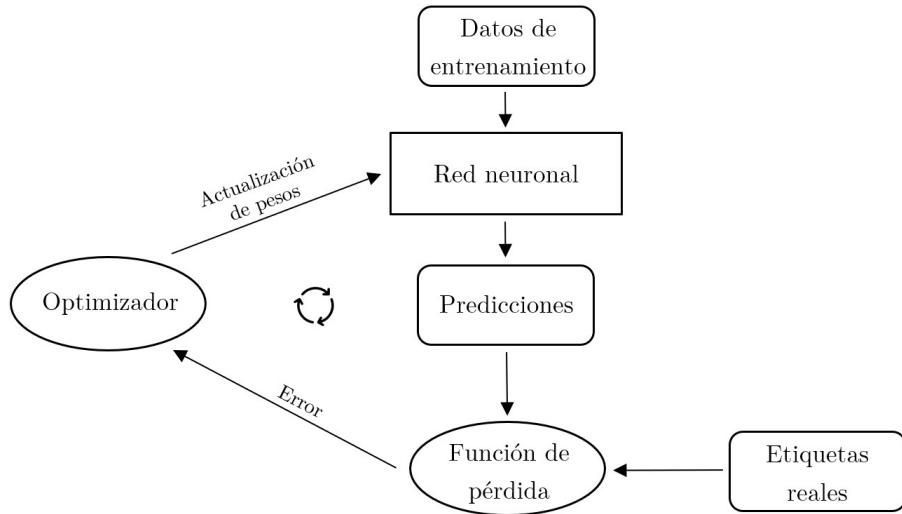 Datos de
entrenamiento
Red neuronal
Actualización
de pesos
Optimizador
Predicciones
Error
Función de
pérdida
Etiquetas
reales